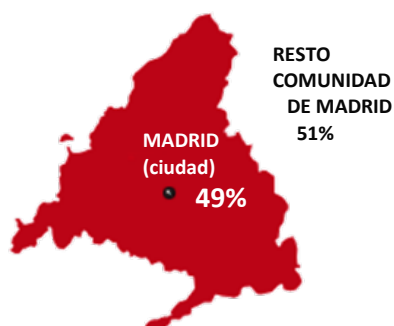 RESTO
COMUNIDAD
DE MADRID
51%
MADRID
(ciudad)
49%